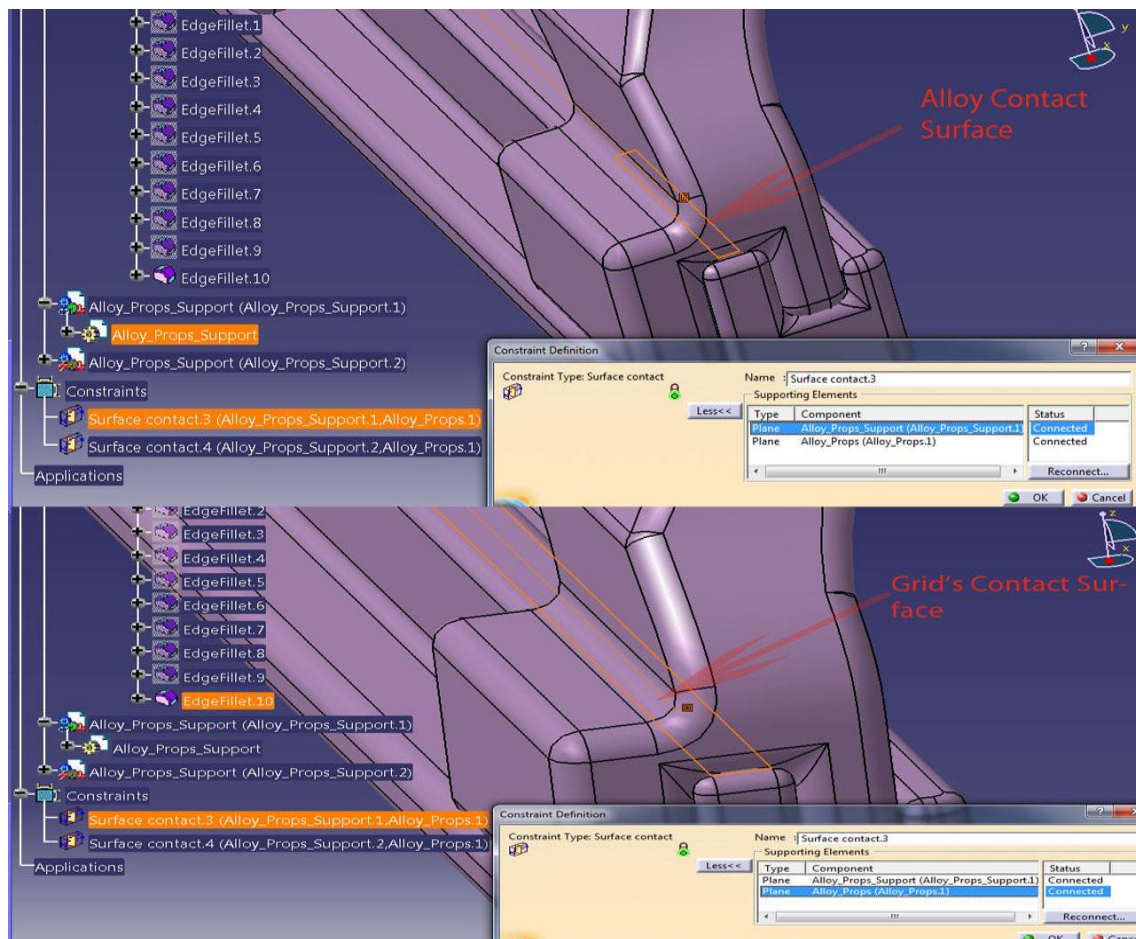 EdgeFillet.1
EdgeFillet.2
EdgeFillet.3
EdgeFillet.4
EdgeFillet.5
EdgeFillet.6
EdgeFillet.7
EdgeFillet.8
EdgeFillet.9
EdgeFillet.10
Alloy_Props_Support (Alloy_Props_Support.1)
Alloy_Props_Support
Alloy_Props_Support (Alloy_Props_Support.2)
Constraints
Surface contact.3 (Alloy_Props_Support.1,Alloy_Props.1)
Surface contact.4 (Alloy_Props_Support.2,Alloy_Props.1)
Applications
y
x
Alloy Contact
Surface
Constraint Definition
Constraint Type: Surface contact
Name : Surface contact.3
Less<<
Supporting Elements
Type Component Status
Plane Alloy_Props_Support (Alloy_Props_Support.1) Connected
Plane Alloy_Props (Alloy_Props.1) Connected
Reconnect...
OK Cancel
EdgeFillet.2
EdgeFillet.3
EdgeFillet.4
EdgeFillet.5
EdgeFillet.6
EdgeFillet.7
EdgeFillet.8
EdgeFillet.9
EdgeFillet.10
Alloy_Props_Support (Alloy_Props_Support.1)
Alloy_Props_Support
Alloy_Props_Support (Alloy_Props_Support.2)
Constraints
Surface contact.3 (Alloy_Props_Support.1,Alloy_Props.1)
Surface contact.4 (Alloy_Props_Support.2,Alloy_Props.1)
Applications
z
x
Grid's Contact Sur-
face
Constraint Definition
Constraint Type: Surface contact
Name : Surface contact.3
Less<<
Supporting Elements
Type Component Status
Plane Alloy_Props_Support (Alloy_Props_Support.1) Connected
Plane Alloy_Props (Alloy_Props.1) Connected
Reconnect...
OK Cancel